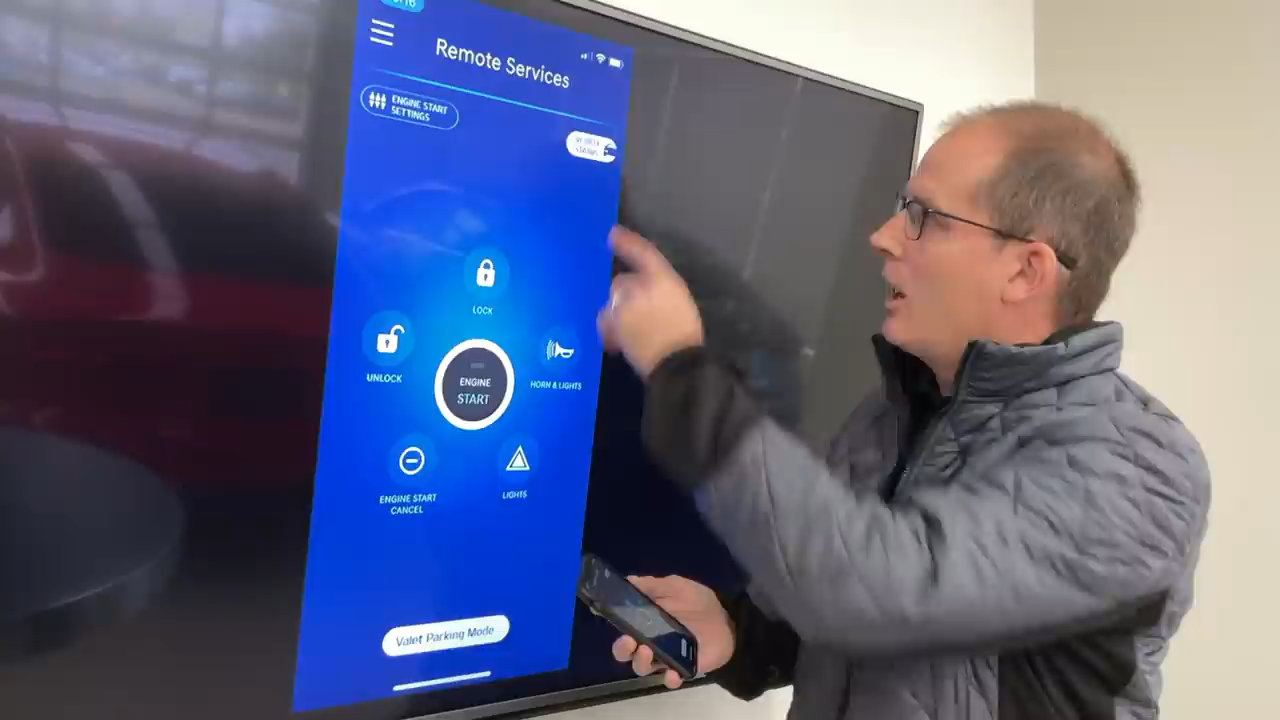 Remote Services
ENGINE START
SETTINGS
LOCK
UNLOCK
HORN & LIGHTS
ENGINE
START
ENGINE START
CANCEL
LIGHTS
Valet Parking Mode